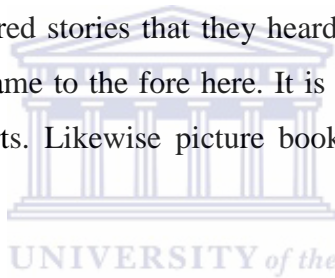 red stories that they heard
ame to the fore here. It is
ts. Likewise picture book
UNIVERSITY of the